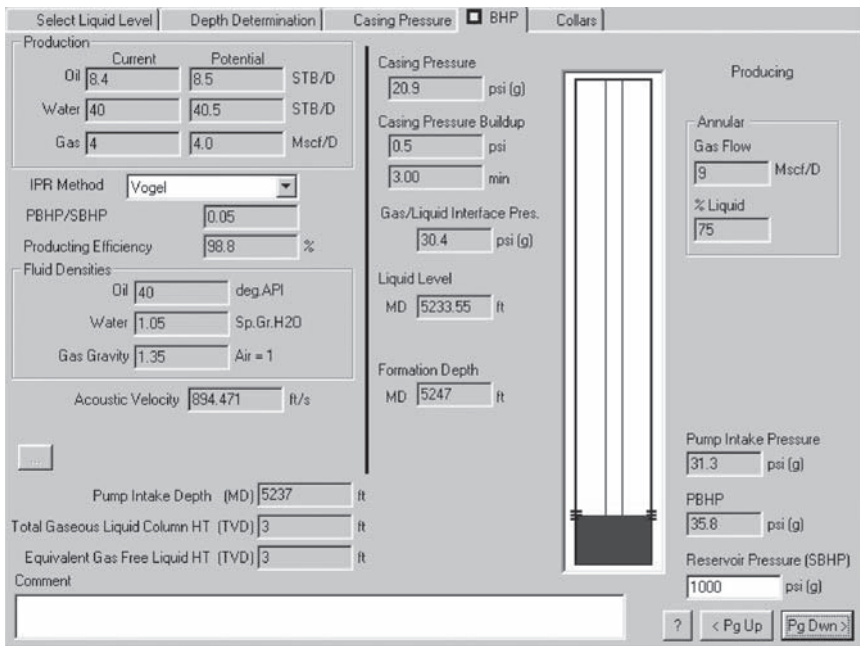 Select Liquid Level Depth Determination Casing Pressure BHP Collars
Production
Current Potential
Oil 8.4 8.5 STB/D
Water 40 40.5 STB/D
Gas 4 4.0 Mscf/D
IPR Method Vogel
PBHP/SBHP 0.05
Producting Efficiency 98.8 %
Fluid Densities
Oil 40 deg.API
Water 1.05 Sp.Gr.H2O
Gas Gravity 1.35 Air = 1
Acoustic Velocity 894.471 ft/s
...
Pump Intake Depth (MD) 5237 ft
Total Gaseous Liquid Column HT (TVD) 3 ft
Equivalent Gas Free Liquid HT (TVD) 3 ft
Comment
Casing Pressure
20.9 psi (g)
Casing Pressure Buildup
0.5 psi
3.00 min
Gas/Liquid Interface Pres.
30.4 psi (g)
Liquid Level
MD 5233.55 ft
Formation Depth
MD 5247 ft
Producing
Annular
Gas Flow
9 Mscf/D
% Liquid
75
Pump Intake Pressure
31.3 psi (g)
PBHP
35.8 psi (g)
Reservoir Pressure (SBHP)
1000 psi (g)
? < Pg Up Pg Dwn >